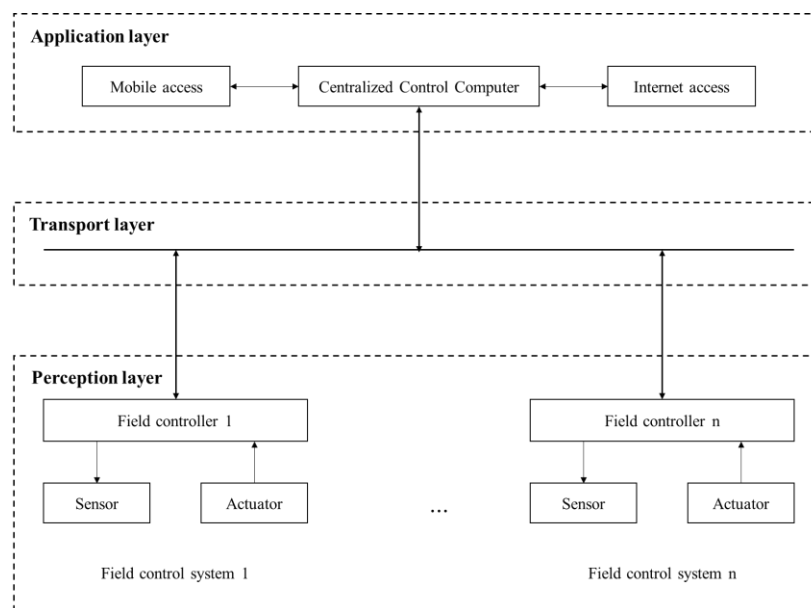 Application layer
Mobile access
Centralized Control Computer
Internet access
Transport layer
Perception layer
Field controller 1
Field controller n
Sensor
Actuator
...
Sensor
Actuator
Field control system 1
Field control system n